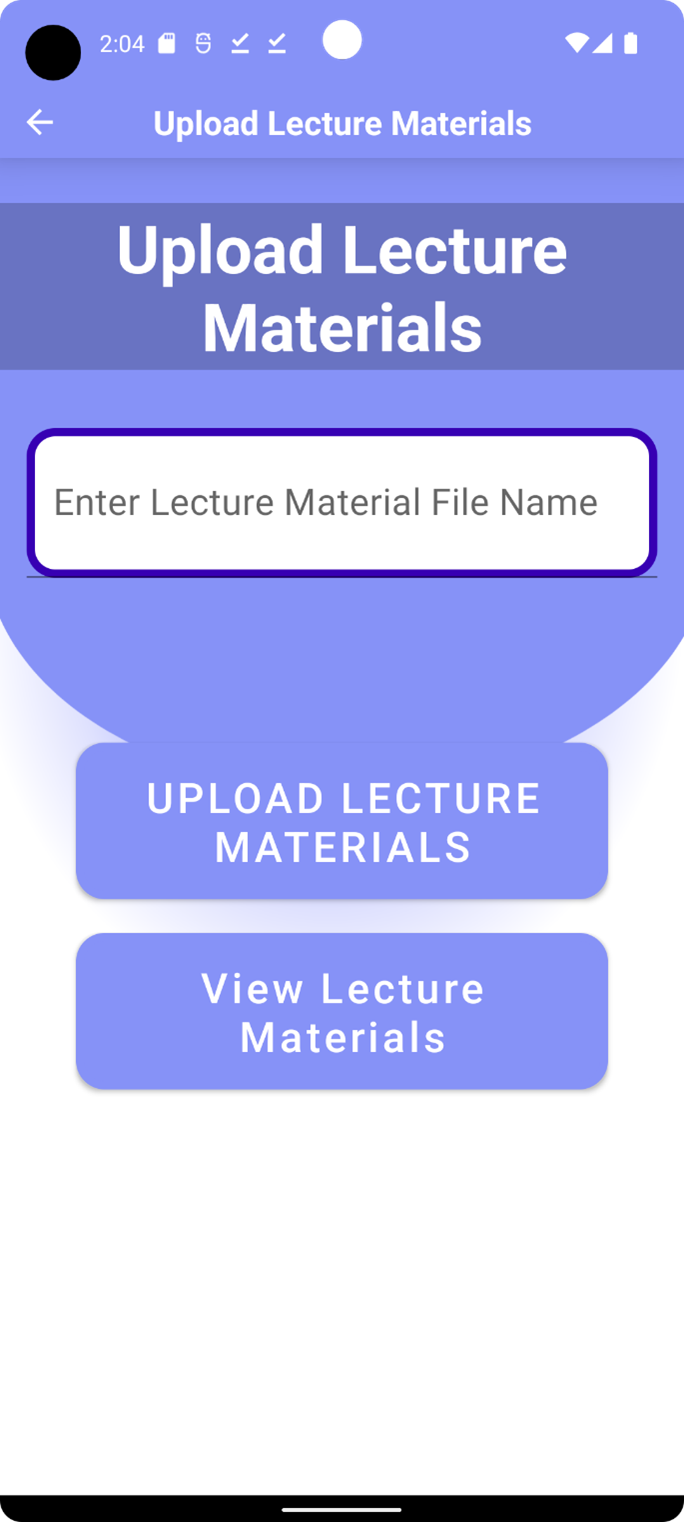 2:04
Upload Lecture Materials
Upload Lecture
Materials
Enter Lecture Material File Name
UPLOAD LECTURE
MATERIALS
View Lecture
Materials